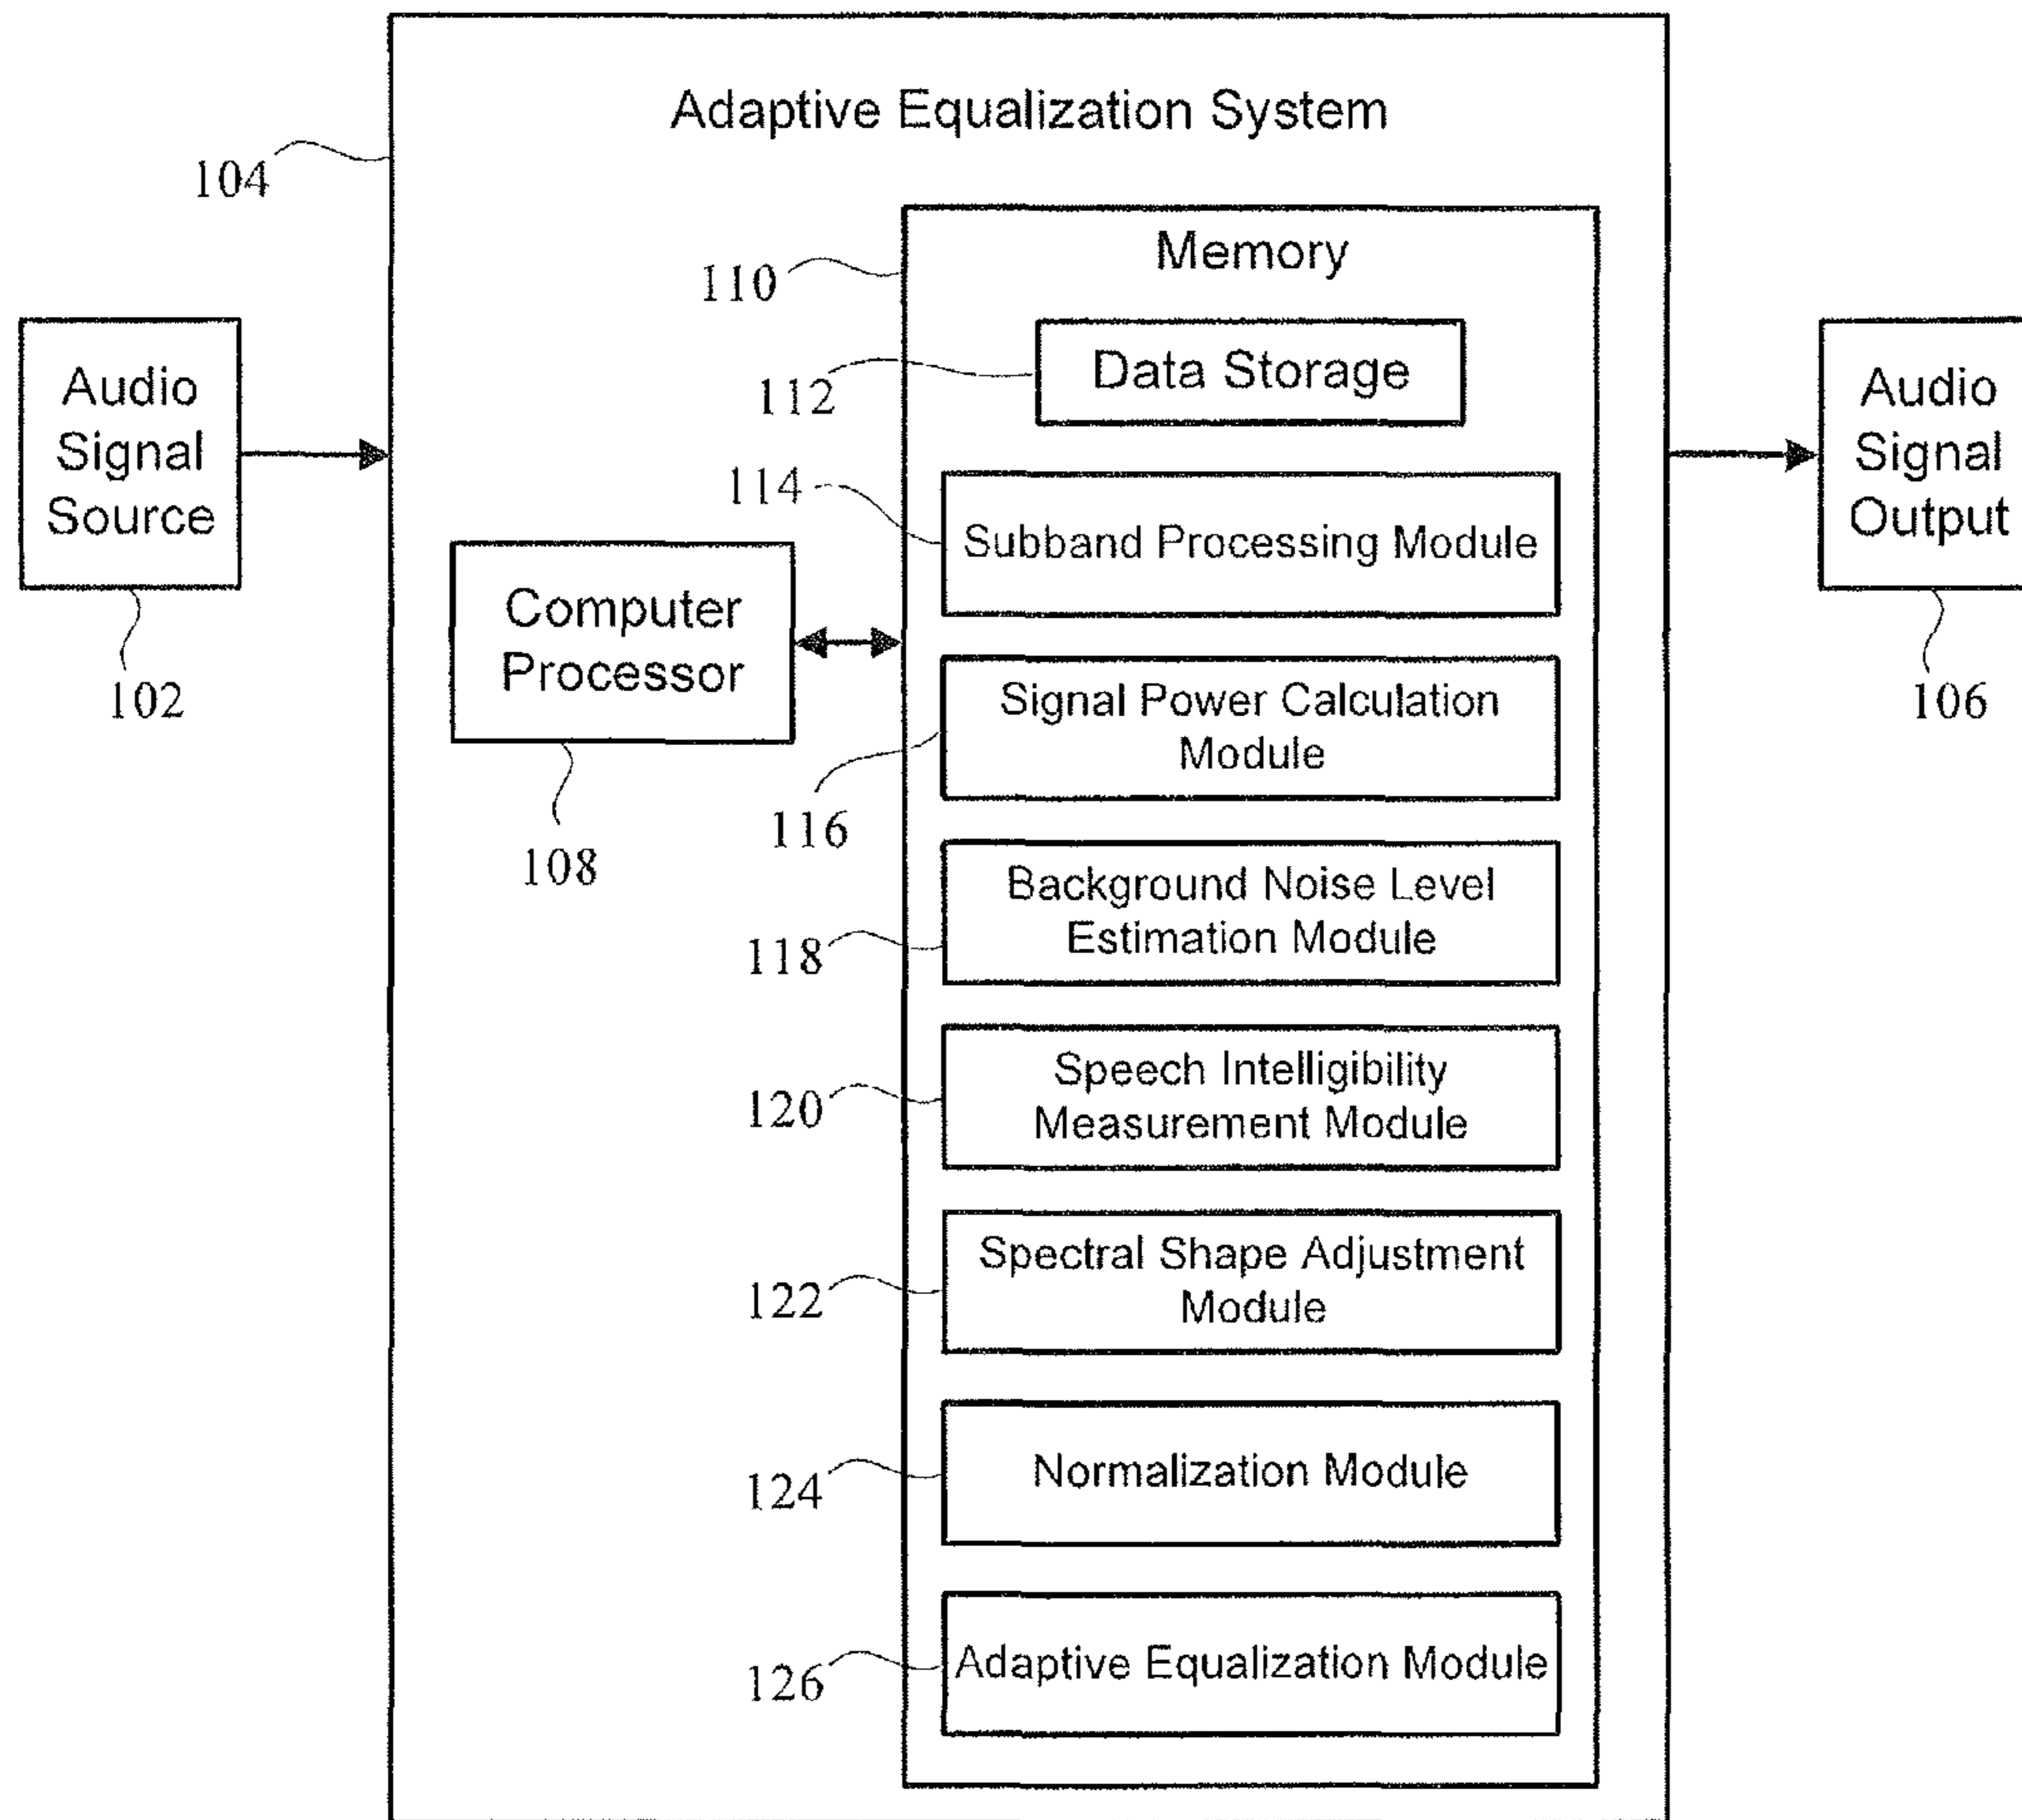 Adaptive Equalization System
104
Memory
110
Data Storage
112
Audio
Signal
Source
102
Audio
Signal
Output
106
Computer
Processor
108
114
Subband Processing Module
Signal Power Calculation
Module
116
Background Noise Level
Estimation Module
118
Speech Intelligibility
Measurement Module
120
Spectral Shape Adjustment
Module
122
Normalization Module
124
Adaptive Equalization Module
126